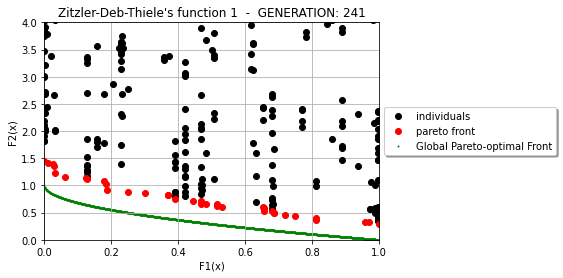 Zitzler-Deb-Thiele's function 1 - GENERATION: 241
4.0
3.5
3.0
2.5
2.0
1.5
1.0
0.5
0.0
F2(x)
0.0 0.2 0.4 0.6 0.8 1.0
F1(x)
individuals
pareto front
Global Pareto-optimal Front